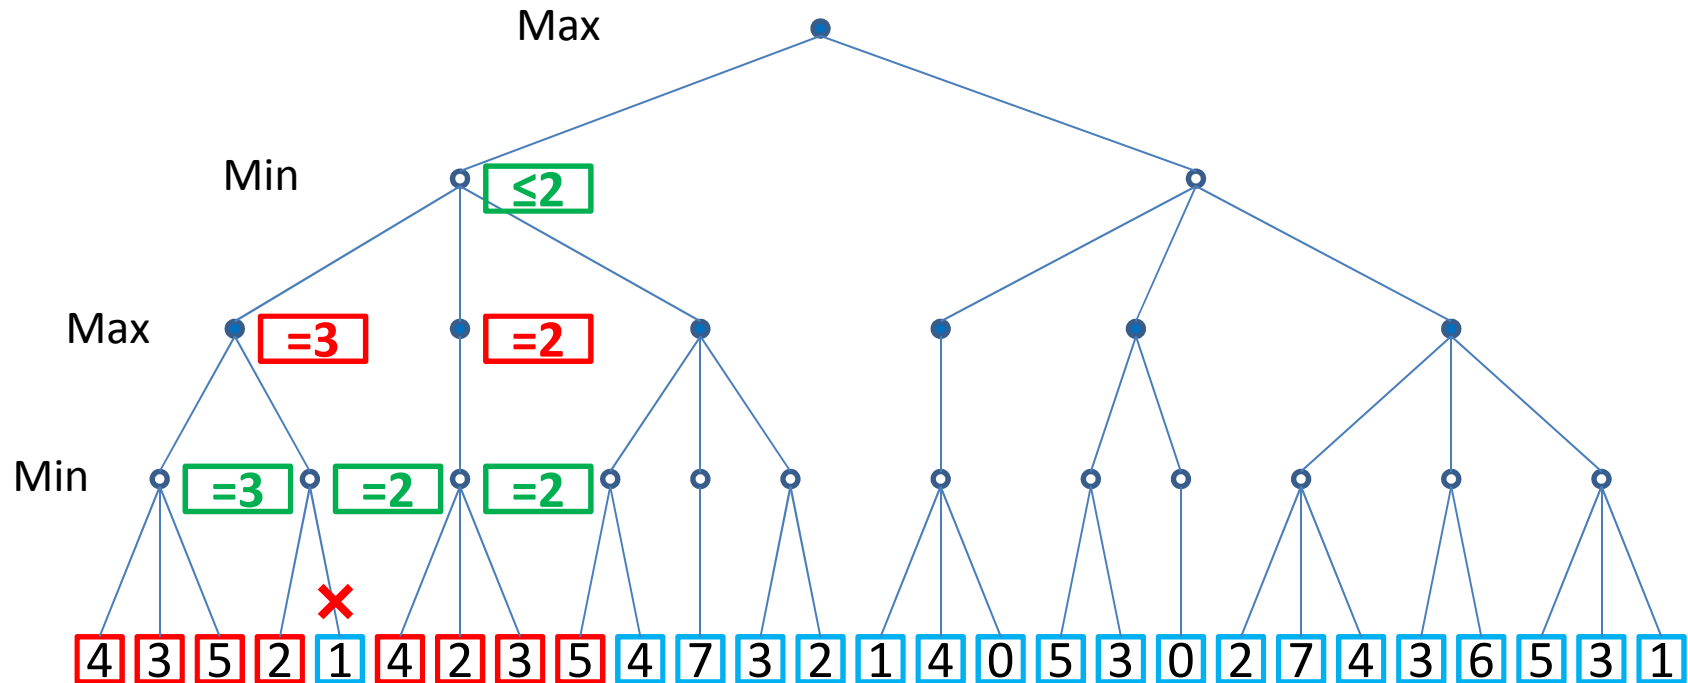 Max
Min ≤2
Max =3 =2
Min =3 =2 =2
4 3 5 2 1 4 2 3 5 4 7 3 2 1 4 0 5 3 0 2 7 4 3 6 5 3 1